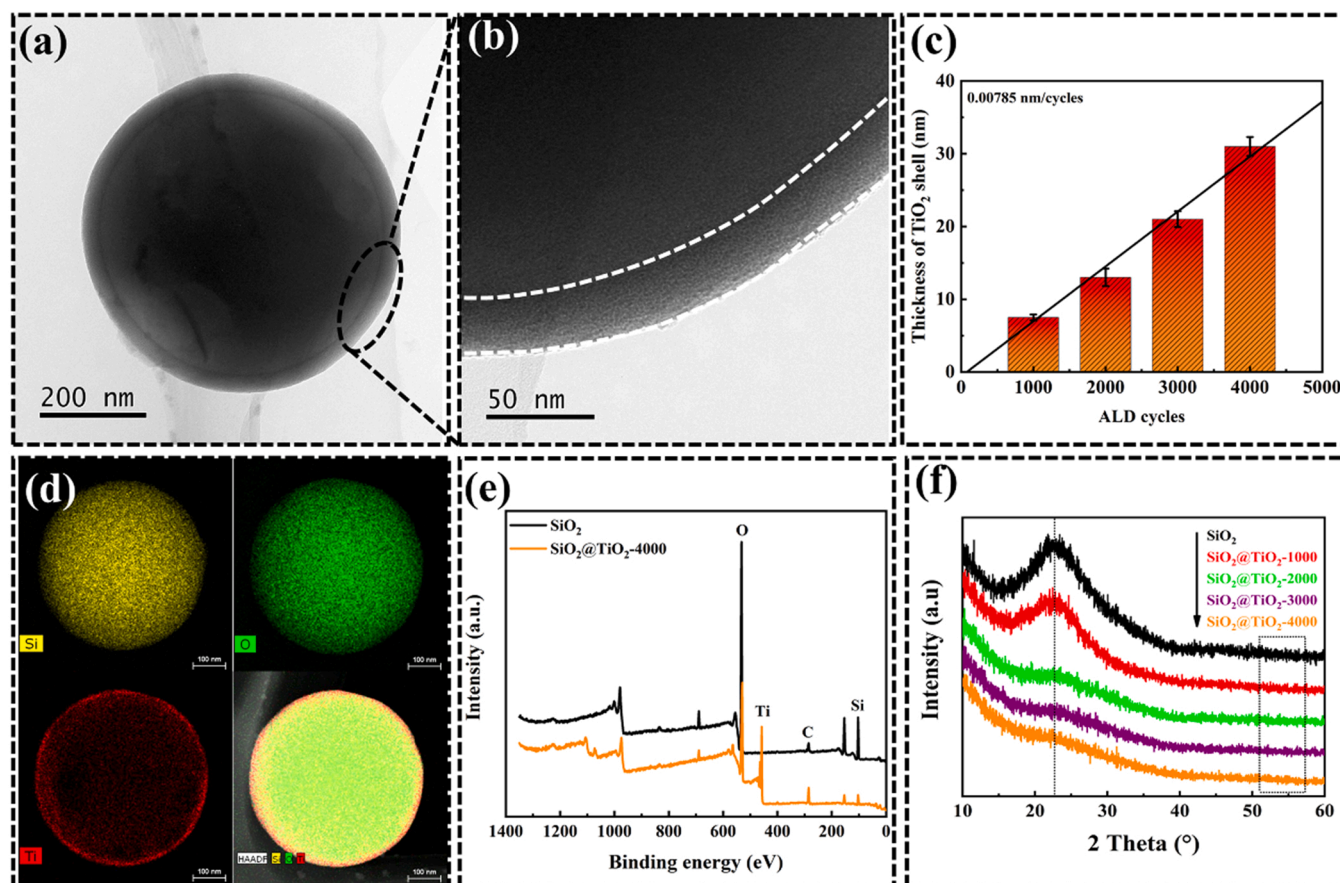 (a)
200 nm
(b)
50 nm
(c)
0.00785 nm/cycles
Thickness of TiO₂ shell (nm)
40
30
20
10
0
0
1000
2000
3000
4000
5000
ALD cycles
(d)
Si
100 nm
O
100 nm
Ti
100 nm
HAADF Si O Ti
100 nm
(e)
SiO₂
SiO₂@TiO₂-4000
O
Ti
C
Si
Intensity (a.u.)
1400
1200
1000
800
600
400
200
0
Binding energy (eV)
(f)
SiO₂
SiO₂@TiO₂-1000
SiO₂@TiO₂-2000
SiO₂@TiO₂-3000
SiO₂@TiO₂-4000
Intensity (a.u)
10
20
30
40
50
60
2 Theta (°)